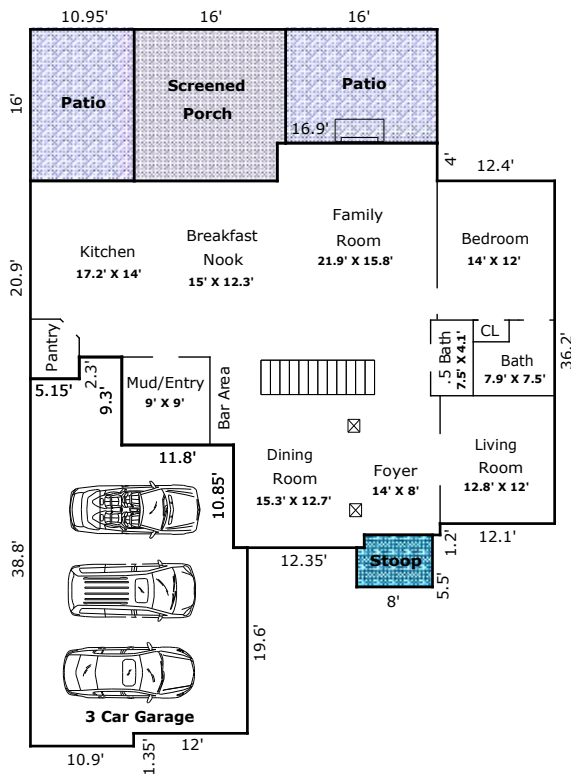 10.95'
16'
16'
16'
Patio
Screened
Porch
Patio
16.9'
4'
12.4'
20.9'
Kitchen
17.2' X 14'
Breakfast
Nook
15' X 12.3'
Family
Room
21.9' X 15.8'
Bedroom
14' X 12'
36.2'
Pantry
5.15'
2.3'
9.3'
Mud/Entry
9' X 9'
Bar Area
.5 Bath
7.5' X 4.1'
CL
Bath
7.9' X 7.5'
11.8'
10.85'
Dining
Room
15.3' X 12.7'
Foyer
14' X 8'
Living
Room
12.8' X 12'
38.8'
12.35'
Stoop
1.2'
12.1'
8'
5.5'
19.6'
3 Car Garage
10.9'
1.35'
12'